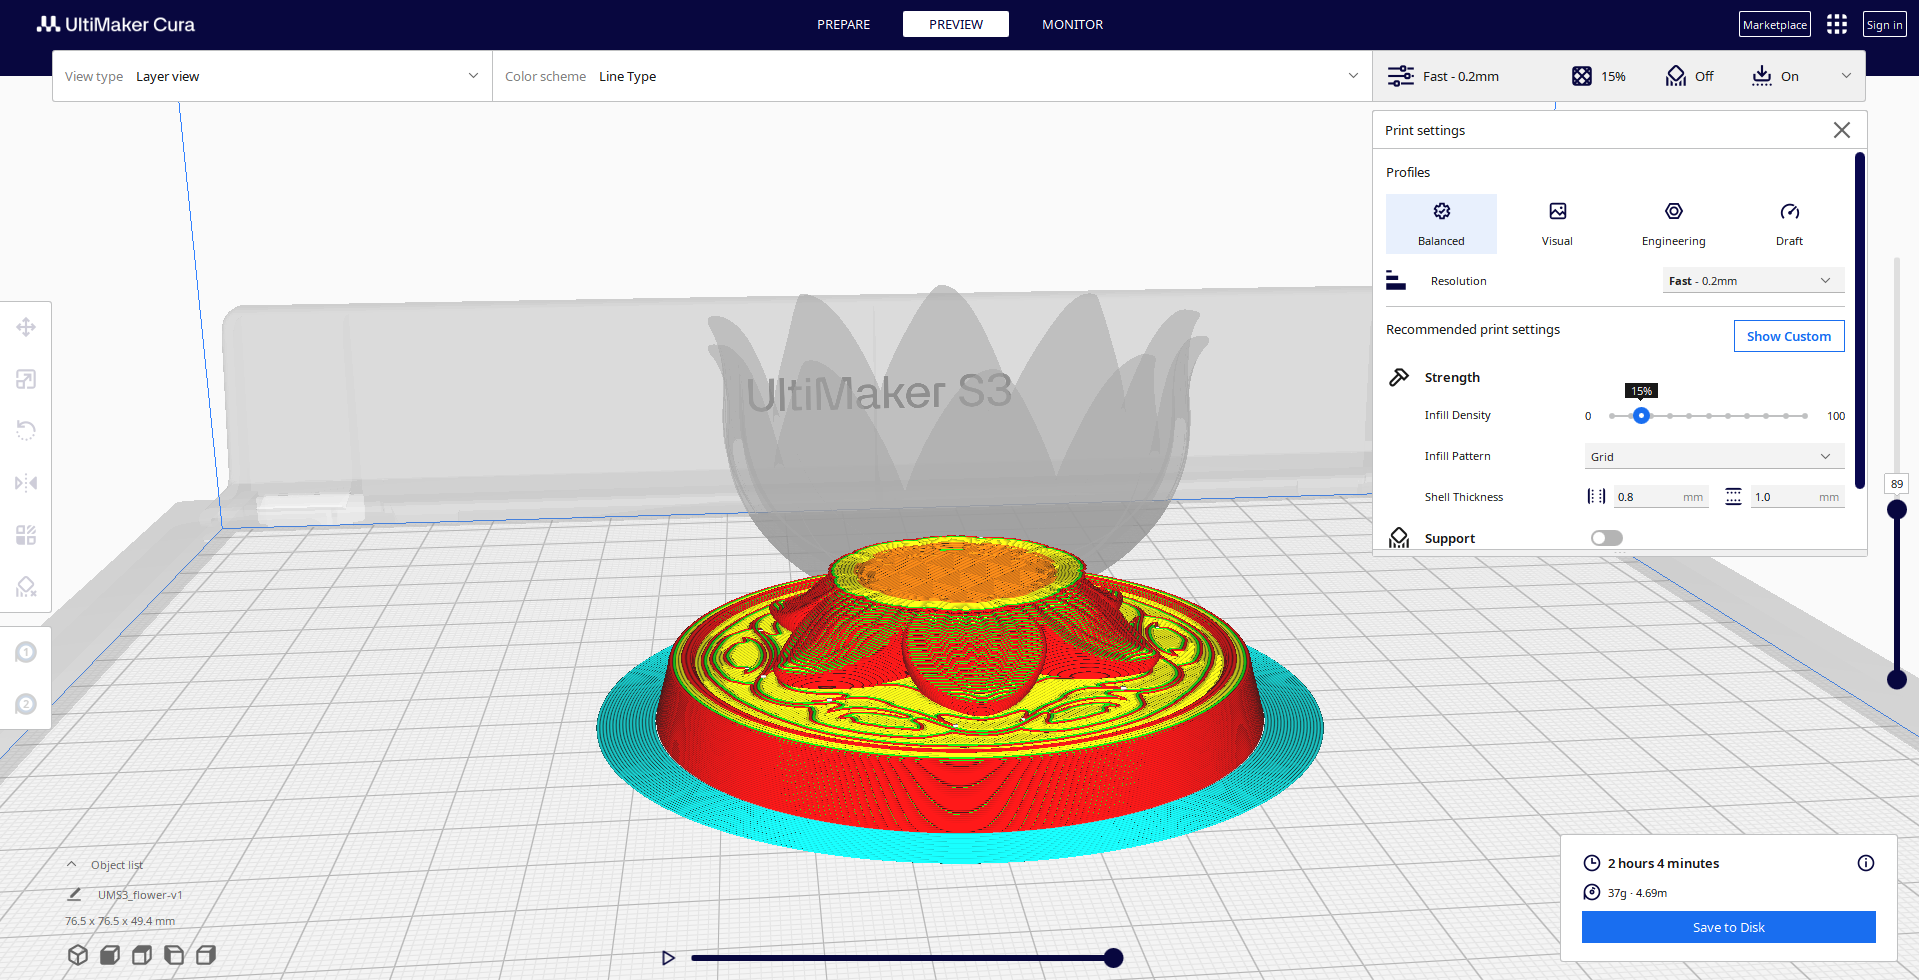 UltiMaker Cura
PREPARE
PREVIEW
MONITOR
Marketplace
Sign in
View type Layer view
Color scheme Line Type
Fast - 0.2mm
15%
Off
On
Print settings
Profiles
Balanced
Visual
Engineering
Draft
Resolution
Fast - 0.2mm
Recommended print settings
Show Custom
Strength
15%
Infill Density
0
100
Infill Pattern
Grid
Shell Thickness
0.8 mm
1.0 mm
Support
UltiMaker S3
89
1
2
Object list
UMS3_flower-v1
76.5 x 76.5 x 49.4 mm
2 hours 4 minutes
37g · 4.69m
Save to Disk